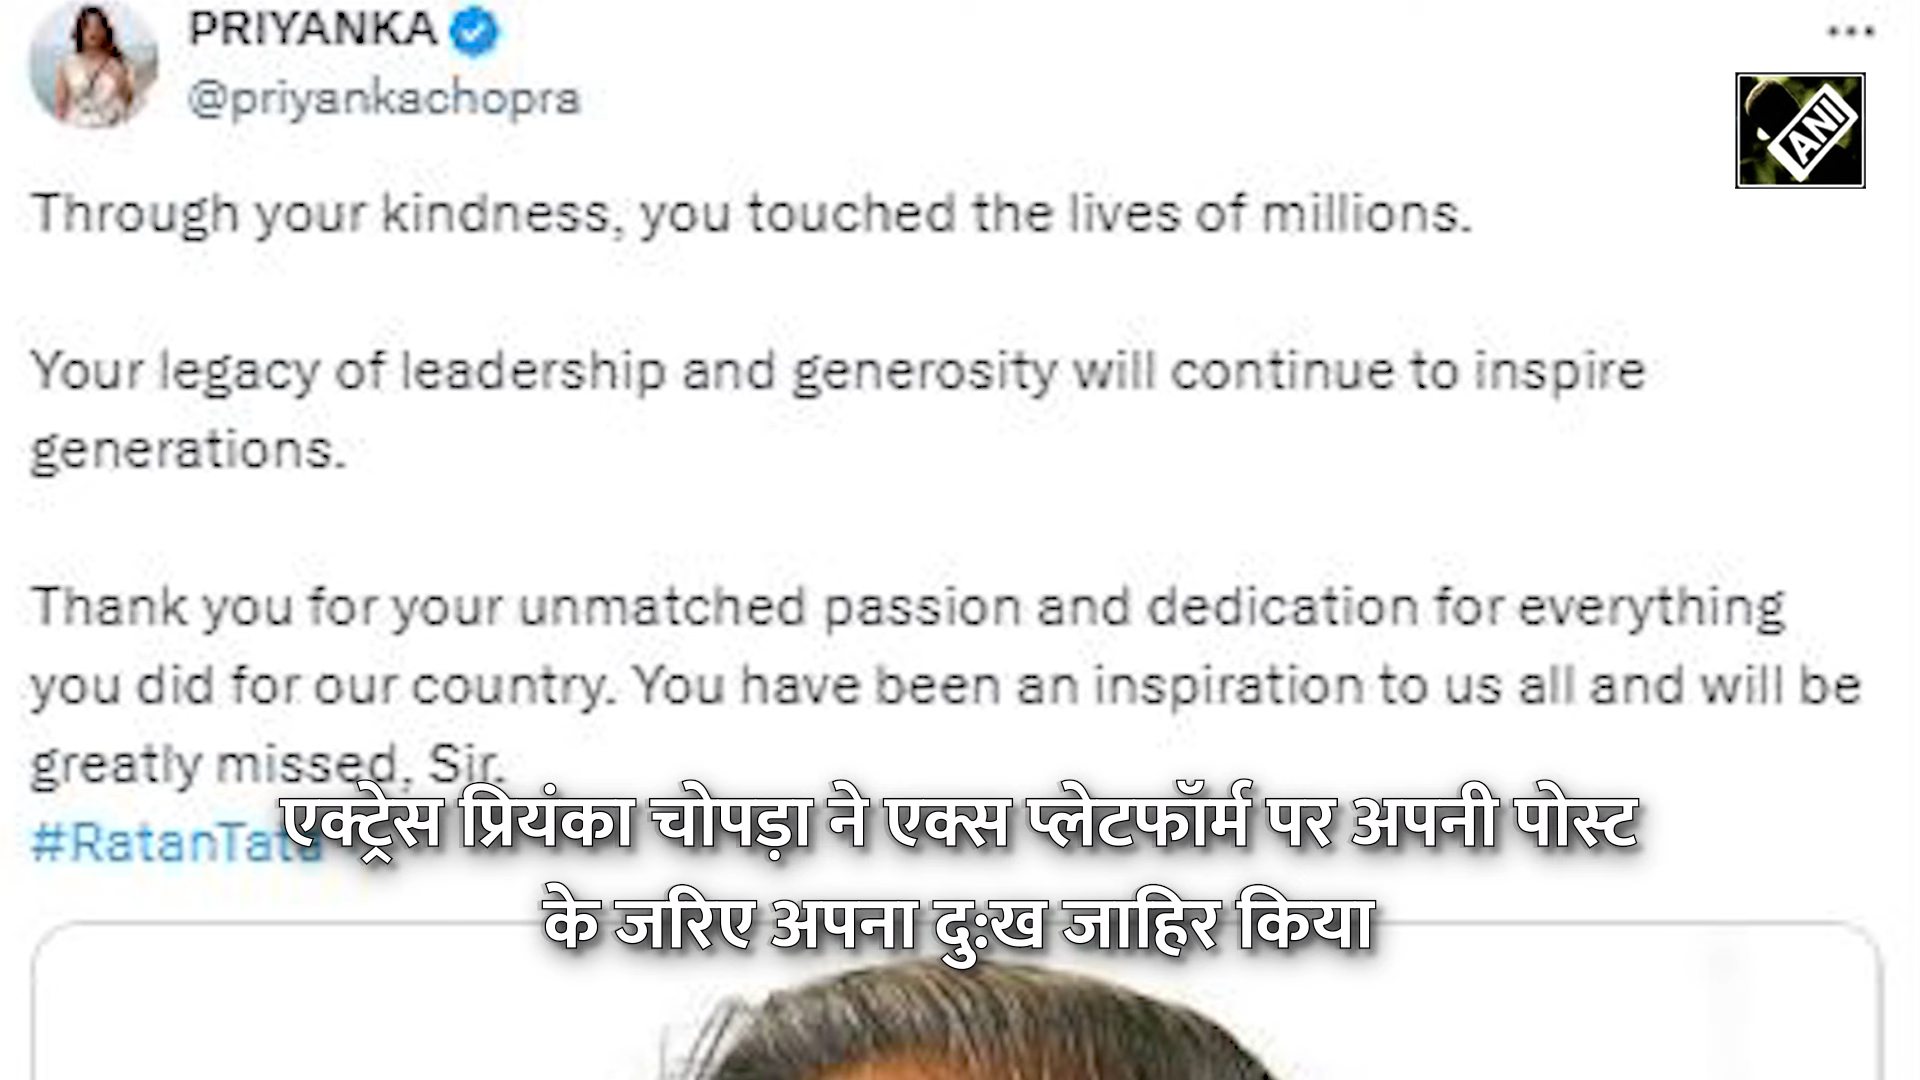 PRIYANKA
@priyankachopra
ANI
Through your kindness, you touched the lives of millions.
Your legacy of leadership and generosity will continue to inspire
generations.
Thank you for your unmatched passion and dedication for everything
you did for our country. You have been an inspiration to us all and will be
greatly missed, Sir.
#RatanTata
एक्ट्रेस प्रियंका चोपड़ा ने एक्स प्लेटफॉर्म पर अपनी पोस्ट
के जरिए अपना दु:ख जाहिर किया